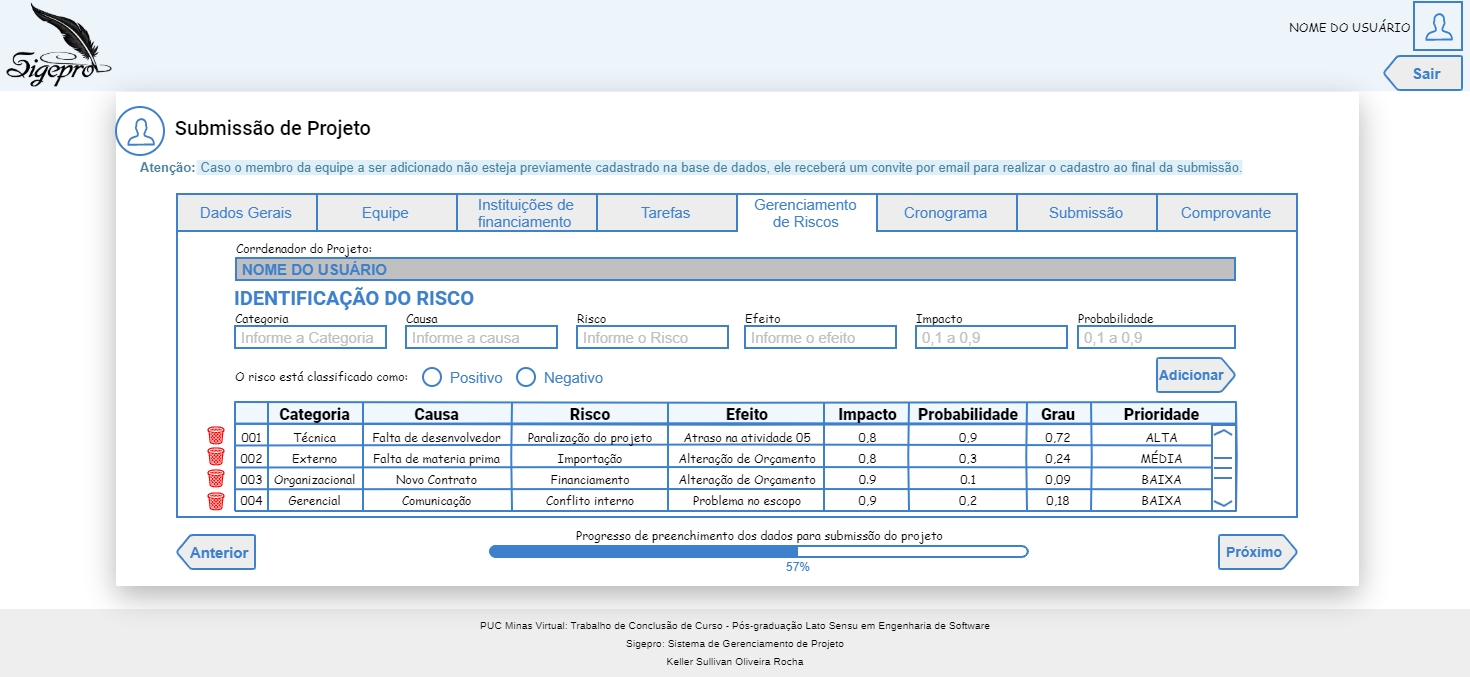 Sigepro
NOME DO USUÁRIO
Sair
Submissão de Projeto
Atenção: Caso o membro da equipe a ser adicionado não esteja previamente cadastrado na base de dados, ele receberá um convite por email para realizar o cadastro ao final da submissão.
Dados Gerais
Equipe
Instituições de
financiamento
Tarefas
Gerenciamento
de Riscos
Cronograma
Submissão
Comprovante
Corrdenador do Projeto:
NOME DO USUÁRIO
IDENTIFICAÇÃO DO RISCO
Categoria Causa Risco Efeito Impacto Probabilidade
Informe a Categoria Informe a causa Informe o Risco Informe o efeito 0,1 a 0,9 0,1 a 0,9
O risco está classificado como: Positivo Negativo
Adicionar
Categoria Causa Risco Efeito Impacto Probabilidade Grau Prioridade
001 Técnica Falta de desenvolvedor Paralização do projeto Atraso na atividade 05 0,8 0,9 0,72 ALTA
002 Externo Falta de materia prima Importação Alteração de Orçamento 0,8 0,3 0,24 MÉDIA
003 Organizacional Novo Contrato Financiamento Alteração de Orçamento 0.9 0.1 0,09 BAIXA
004 Gerencial Comunicação Conflito interno Problema no escopo 0,9 0,2 0,18 BAIXA
Anterior
Progresso de preenchimento dos dados para submissão do projeto
57%
Próximo
PUC Minas Virtual: Trabalho de Conclusão de Curso - Pós-graduação Lato Sensu em Engenharia de Software
Sigepro: Sistema de Gerenciamento de Projeto
Keller Sullivan Oliveira Rocha